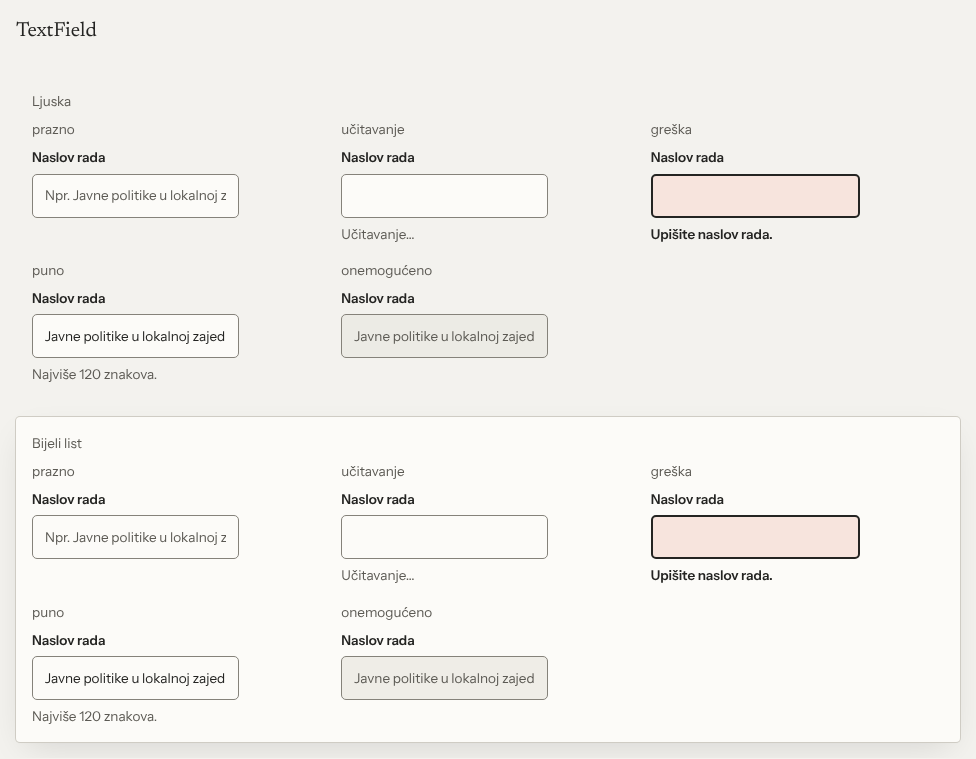 TextField
Ljuska
prazno
učitavanje
greška
Naslov rada
Naslov rada
Naslov rada
Npr. Javne politike u lokalnoj z
Učitavanje…
Upišite naslov rada.
puno
onemogućeno
Naslov rada
Naslov rada
Javne politike u lokalnoj zajed
Javne politike u lokalnoj zajed
Najviše 120 znakova.
Bijeli list
prazno
učitavanje
greška
Naslov rada
Naslov rada
Naslov rada
Npr. Javne politike u lokalnoj z
Učitavanje…
Upišite naslov rada.
puno
onemogućeno
Naslov rada
Naslov rada
Javne politike u lokalnoj zajed
Javne politike u lokalnoj zajed
Najviše 120 znakova.